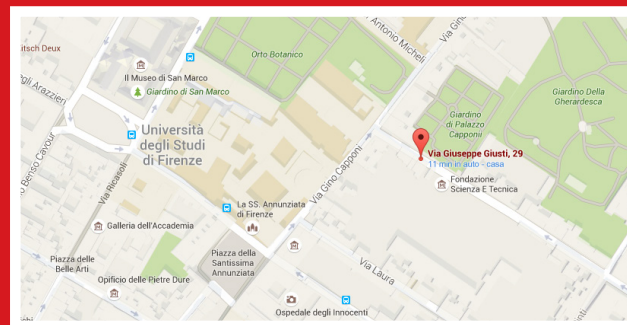 Antonio Micheli
Via Gino
itsch Deux
Orto Botanico
Il Museo di San Marco
Giardino di San Marco
gli Arazzieri
Giardino Della
Gherardesca
Giardino
di Palazzo
Capponi
Università
degli Studi
di Firenze
Via Giuseppe Giusti, 29
11 min in auto - casa
Benso Cavour
Via Ricasoli
Via Gino Capponi
Fondazione
Scienza E Tecnica
La SS. Annunziata
di Firenze
Galleria dell'Accademia
Piazza della
Santissima
Annunziata
Piazza delle
Belle Arti
Via Laura
Opificio delle Pietre Dure
Ospedale degli Innocenti